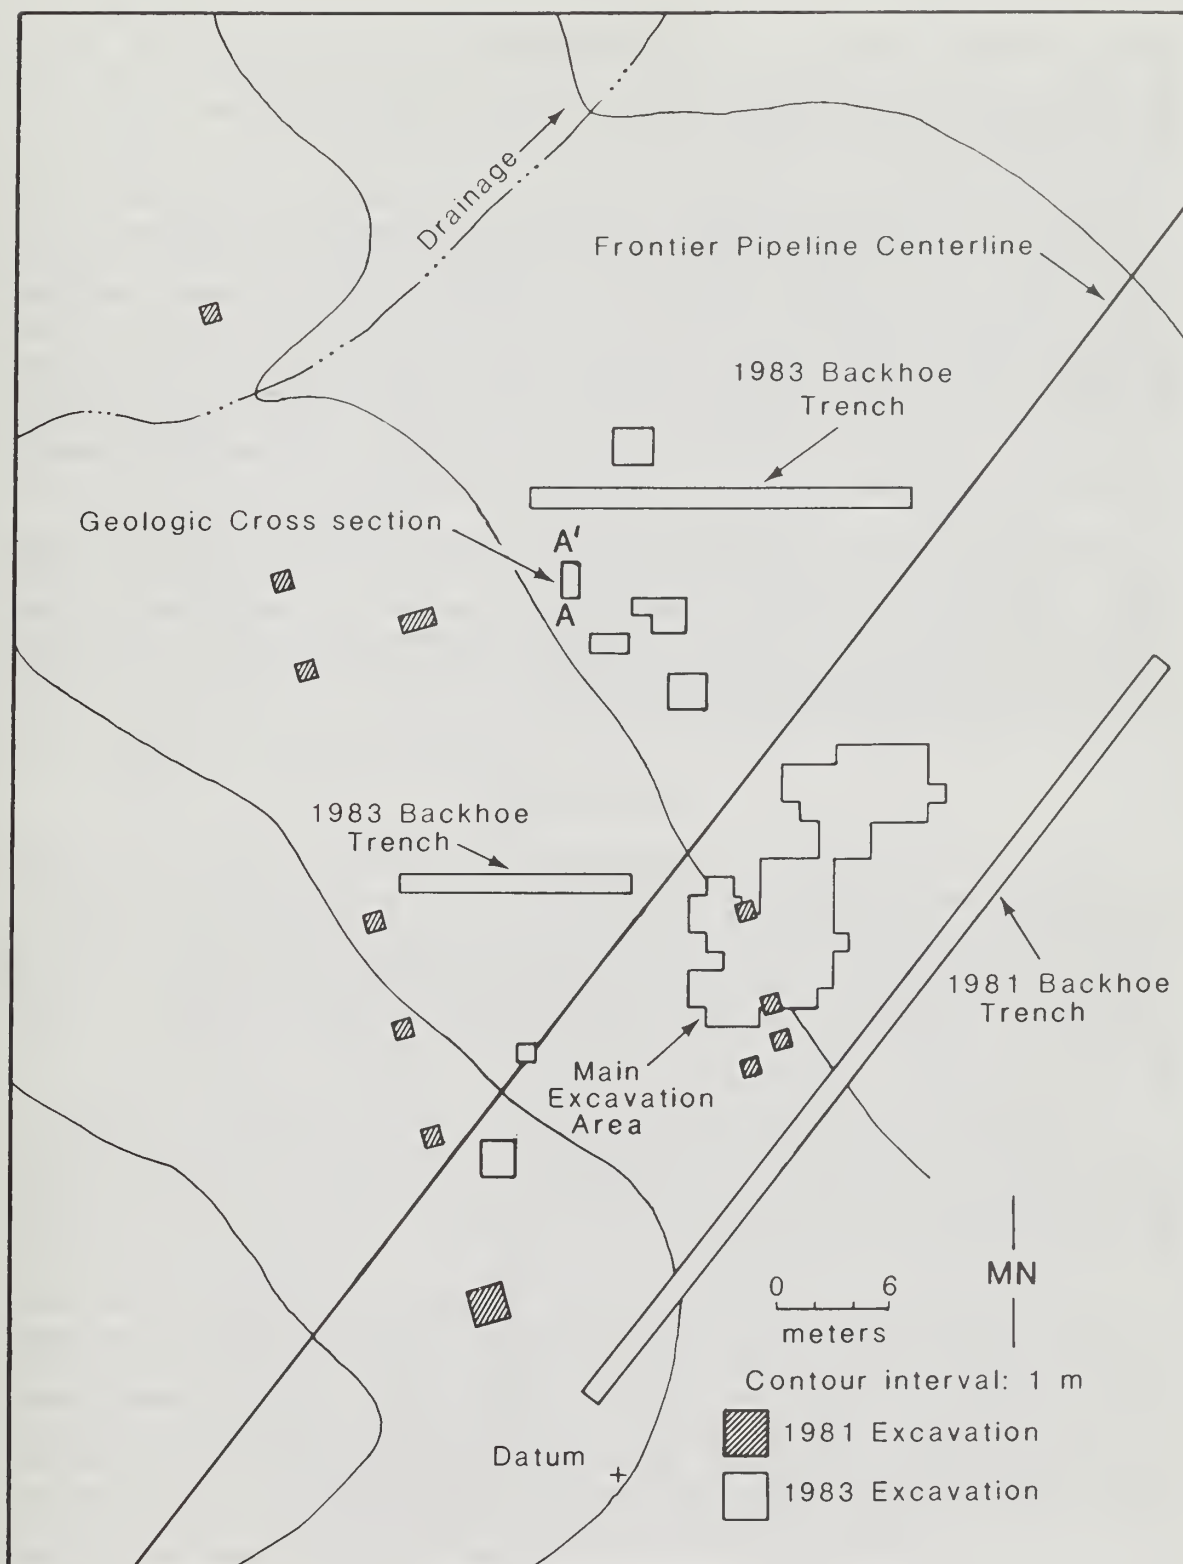 Drainage
Frontier Pipeline Centerline
1983 Backhoe
Trench
Geologic Cross section
A'
A
1983 Backhoe
Trench
1981 Backhoe
Trench
Main
Excavation
Area
MN
0 6
meters
Contour interval: 1 m
1981 Excavation
Datum
1983 Excavation